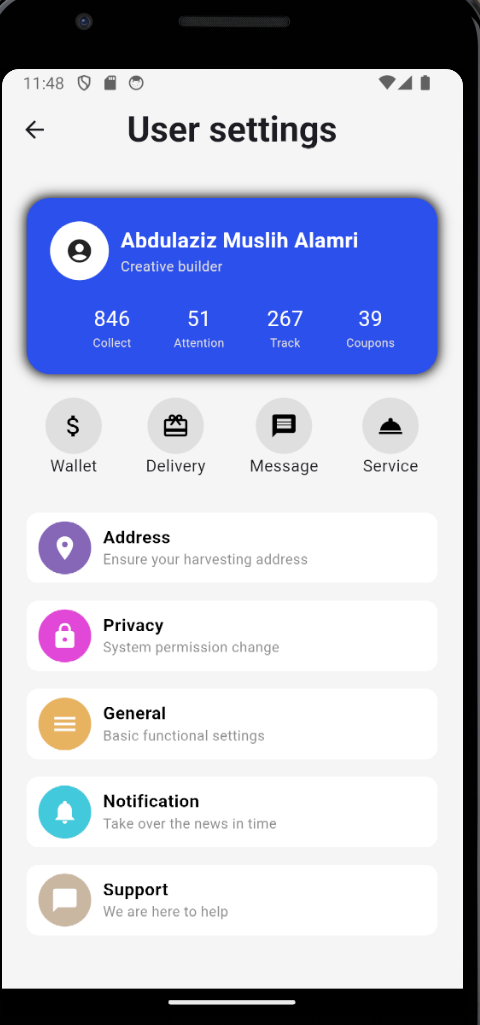 11:48
User settings
Abdulaziz Muslih Alamri
Creative builder
846 51 267 39
Collect Attention Track Coupons
Wallet Delivery Message Service
Address
Ensure your harvesting address
Privacy
System permission change
General
Basic functional settings
Notification
Take over the news in time
Support
We are here to help